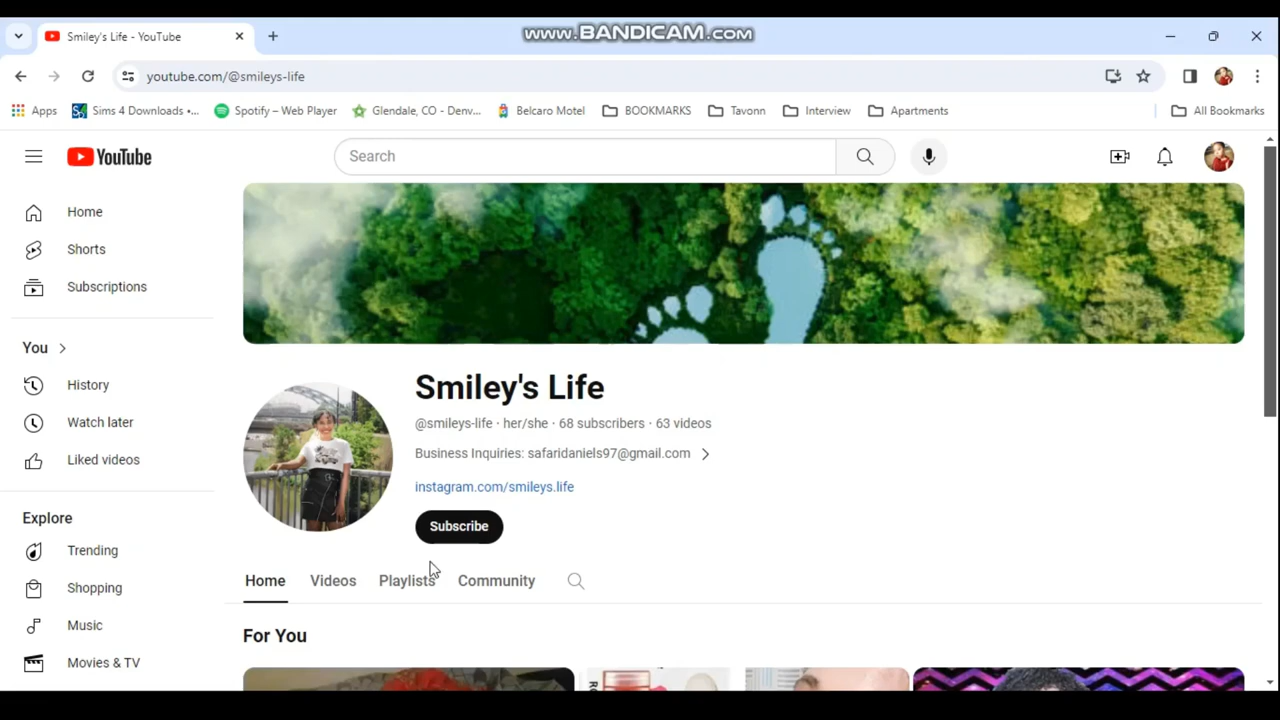 www.BANDICAM.com
Smiley's Life - YouTube
youtube.com/@smileys-life
Apps
Sims 4 Downloads •...
Spotify – Web Player
Glendale, CO - Denv...
Belcaro Motel
BOOKMARKS
Tavonn
Interview
Apartments
All Bookmarks
YouTube
Search
Home
Shorts
Subscriptions
You
History
Watch later
Liked videos
Explore
Trending
Shopping
Music
Movies & TV
Smiley's Life
@smileys-life · her/she · 68 subscribers · 63 videos
Business Inquiries: safaridaniels97@gmail.com
instagram.com/smileys.life
Subscribe
Home Videos Playlists Community
For You